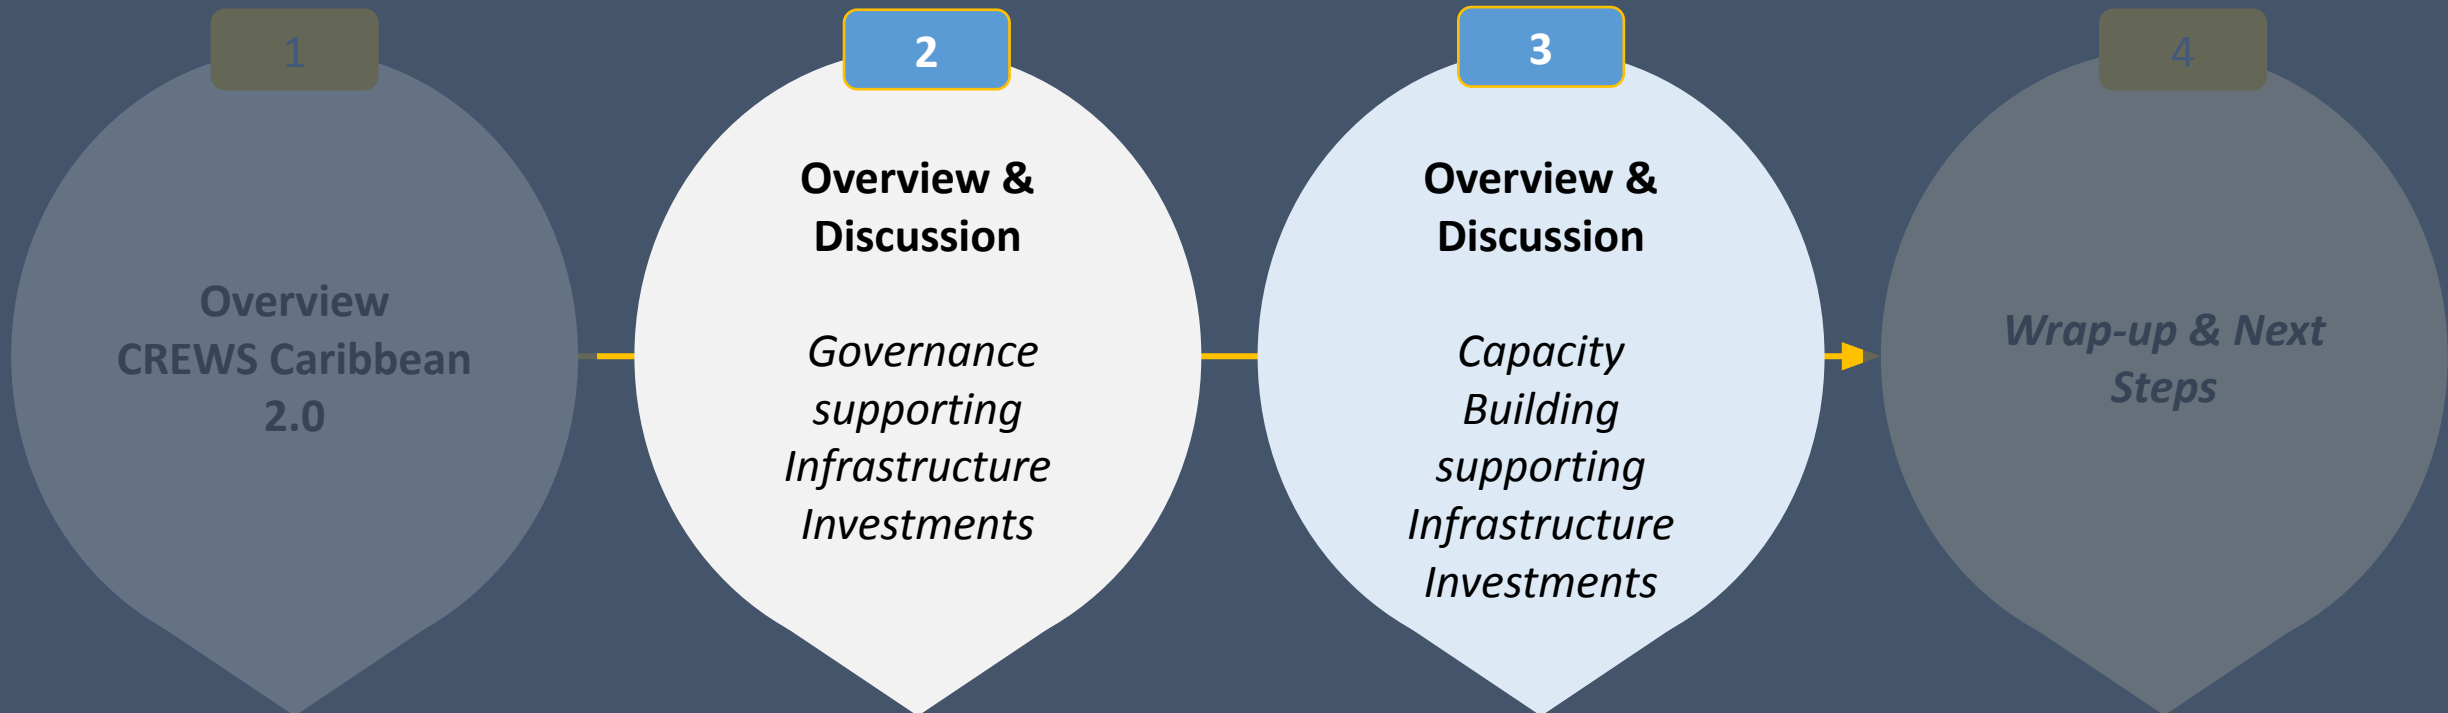 1
Overview
CREWS Caribbean
2.0
2
Overview &
Discussion
Governance
supporting
Infrastructure
Investments
3
Overview &
Discussion
Capacity
Building
supporting
Infrastructure
Investments
4
Wrap-up & Next
Steps